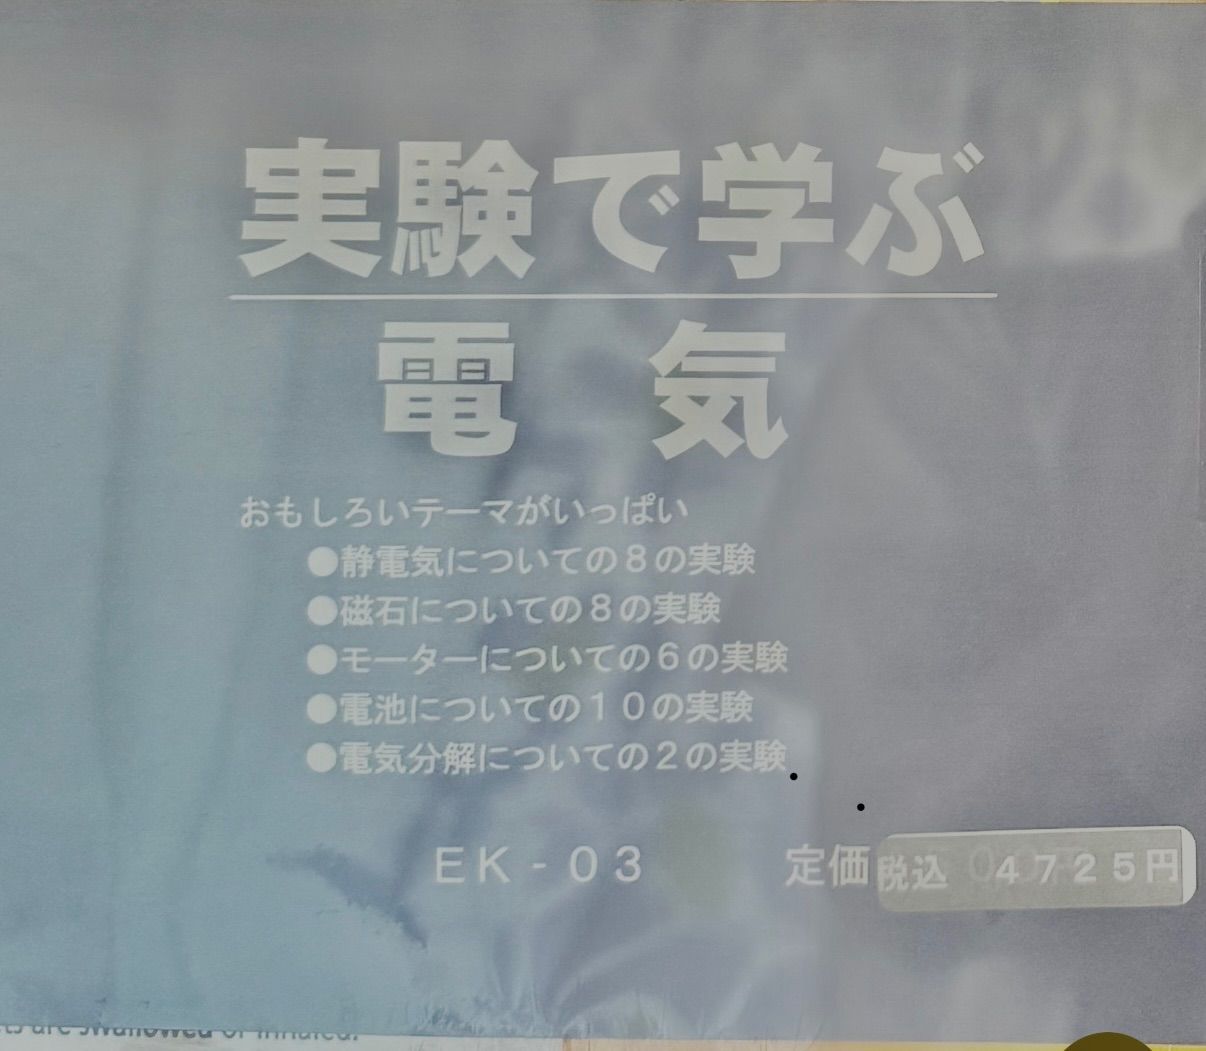 実験で学ぶ
電気
おもしろいテーマがいっぱい
●静電気についての8の実験
●磁石についての8の実験
●モーターについての6の実験
●電池についての10の実験
●電気分解についての2の実験
EK-03 定価 税込 4725円
are swallowed or inhaled.